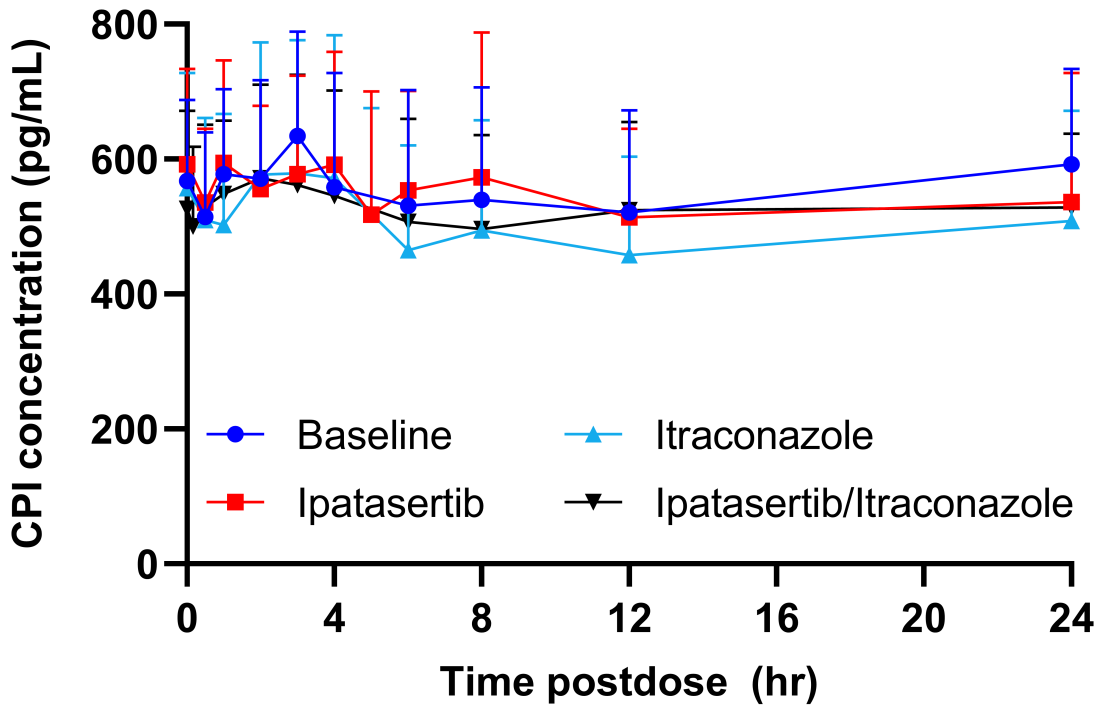 CPI concentration (pg/mL)
800
600
400
200
0
Baseline
Itraconazole
Ipatasertib
Ipatasertib/Itraconazole
0 4 8 12 16 20 24
Time postdose (hr)